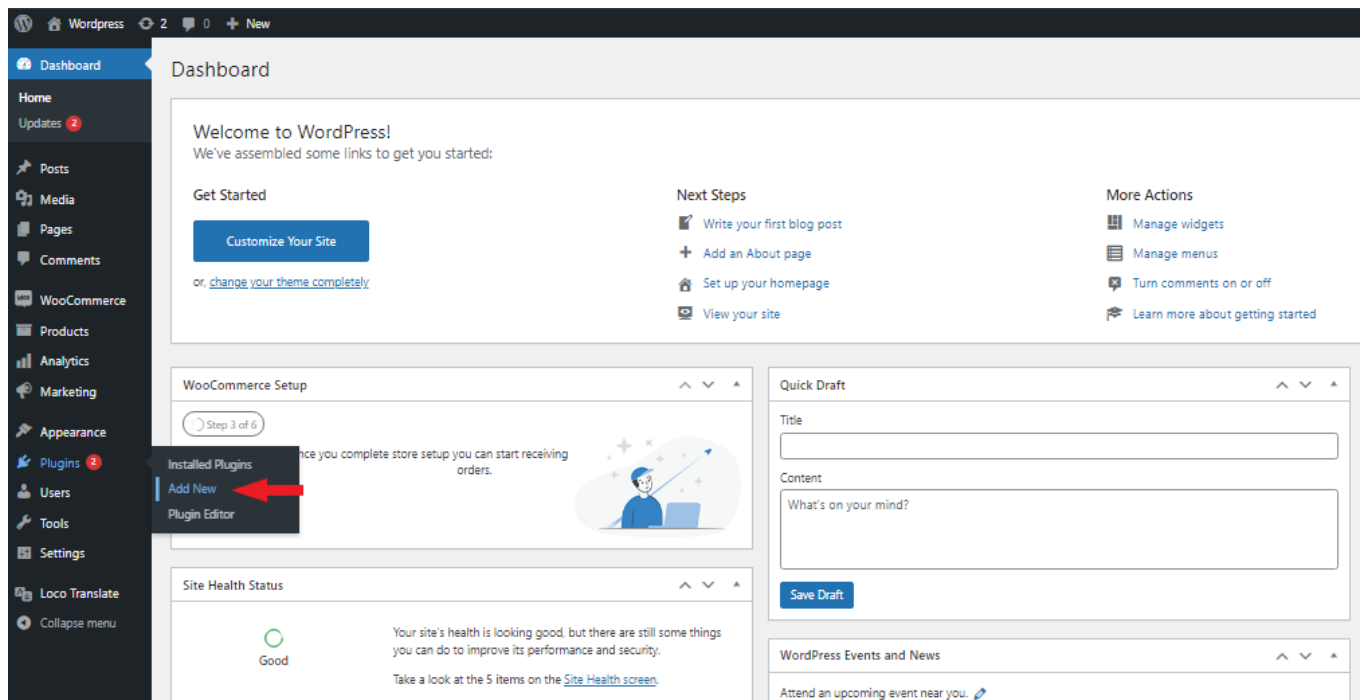 Wordpress 2 0 New
Dashboard
Home
Updates 2
Posts
Media
Pages
Comments
WooCommerce
Products
Analytics
Marketing
Appearance
Plugins 2
Users
Tools
Settings
Loco Translate
Collapse menu
Installed Plugins
Add New
Plugin Editor
Dashboard
Welcome to WordPress!
We've assembled some links to get you started:
Get Started
Customize Your Site
or, change your theme completely
Next Steps
Write your first blog post
Add an About page
Set up your homepage
View your site
More Actions
Manage widgets
Manage menus
Turn comments on or off
Learn more about getting started
WooCommerce Setup
Step 3 of 6
you complete store setup you can start receiving
orders.
Site Health Status
Good
Your site's health is looking good, but there are still some things
you can do to improve its performance and security.
Take a look at the 5 items on the Site Health screen.
Quick Draft
Title
Content
What's on your mind?
Save Draft
WordPress Events and News
Attend an upcoming event near you.